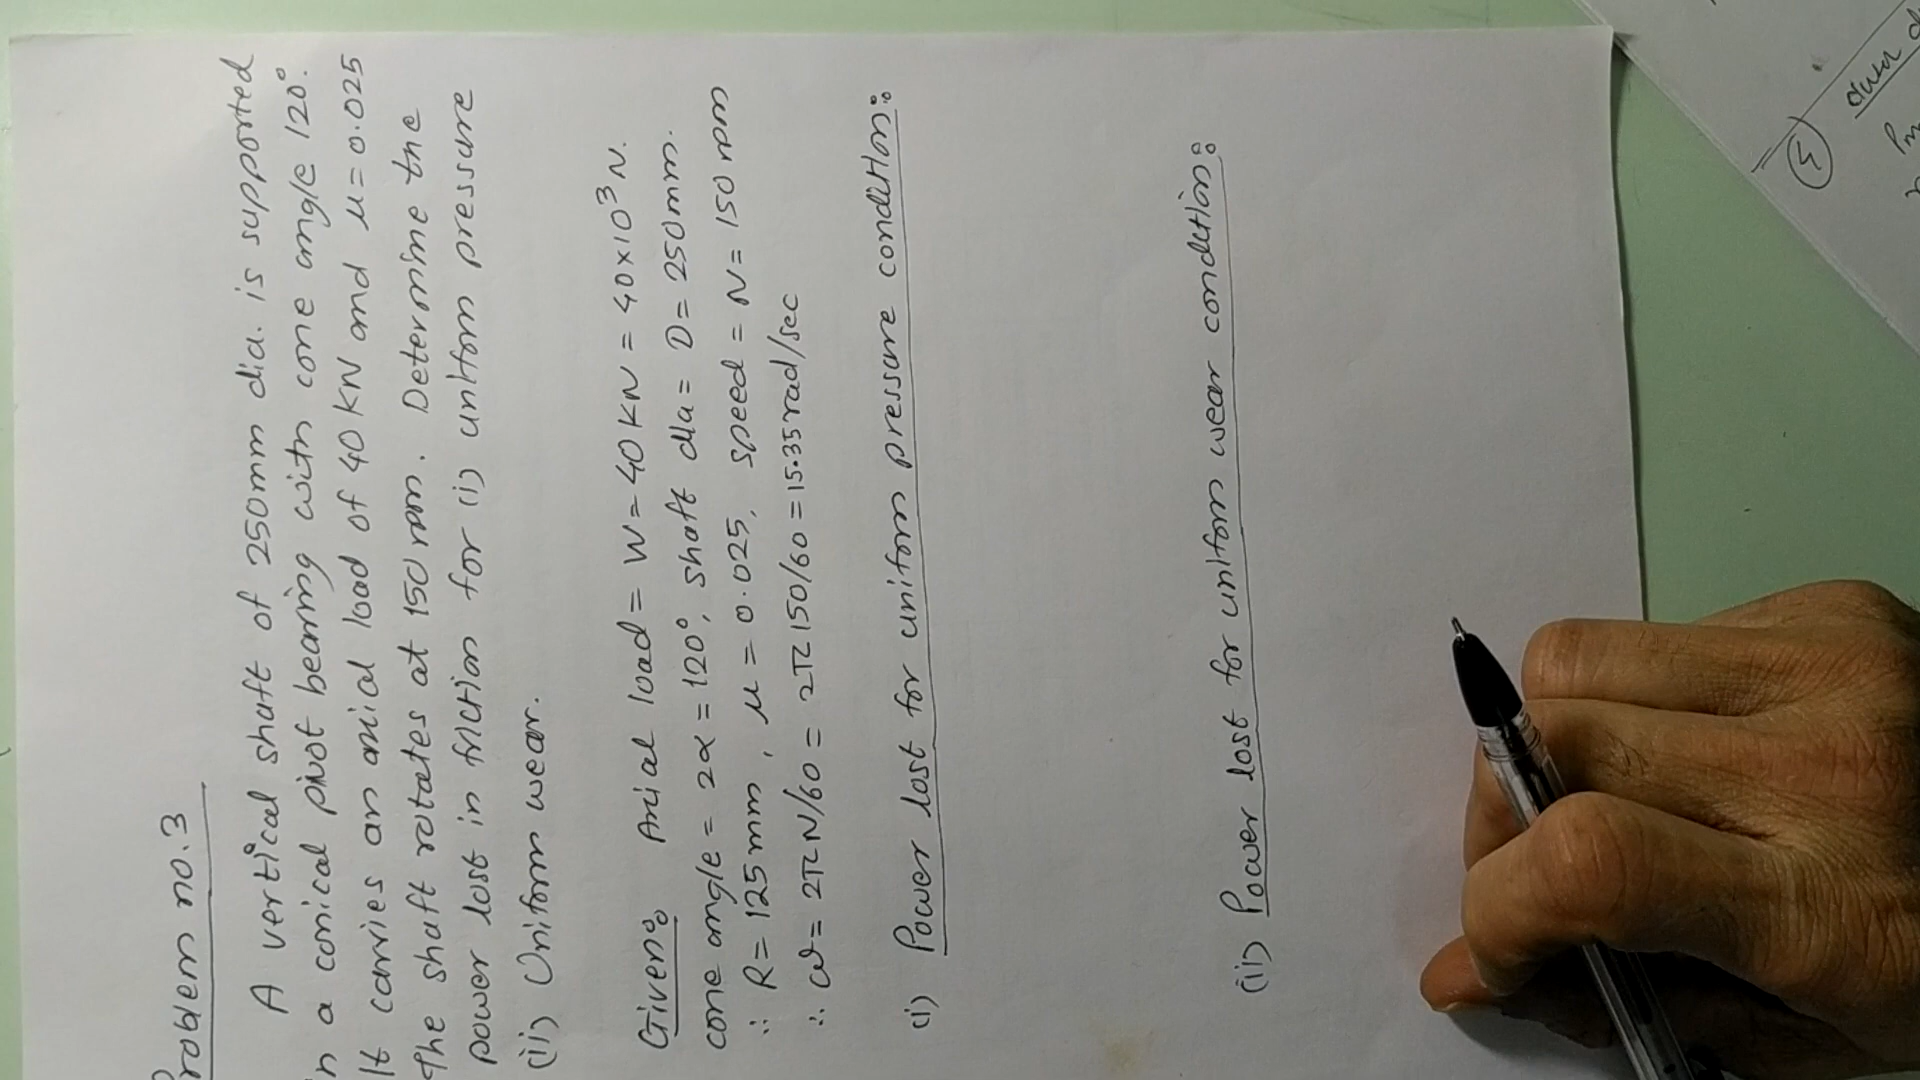 Problem no.3
A vertical shaft of 250mm dia. is supported
in a conical pivot bearing with cone angle 120°.
It carries an axial load of 40 kN and μ = 0.025
The shaft rotates at 150 rpm. Determine the
power lost in friction for (i) uniform pressure
(ii) Uniform wear.
Given: Axial load = W = 40 kN = 40×10³ N.
cone angle = 2α = 120°, shaft dia = D = 250mm.
∴ R = 125 mm, μ = 0.025, speed = N = 150 rpm
∴ ω = 2πN/60 = 2π150/60 = 15.35 rad/sec
(i) Power lost for uniform pressure condition:
(ii) Power lost for uniform wear condition:
(3)